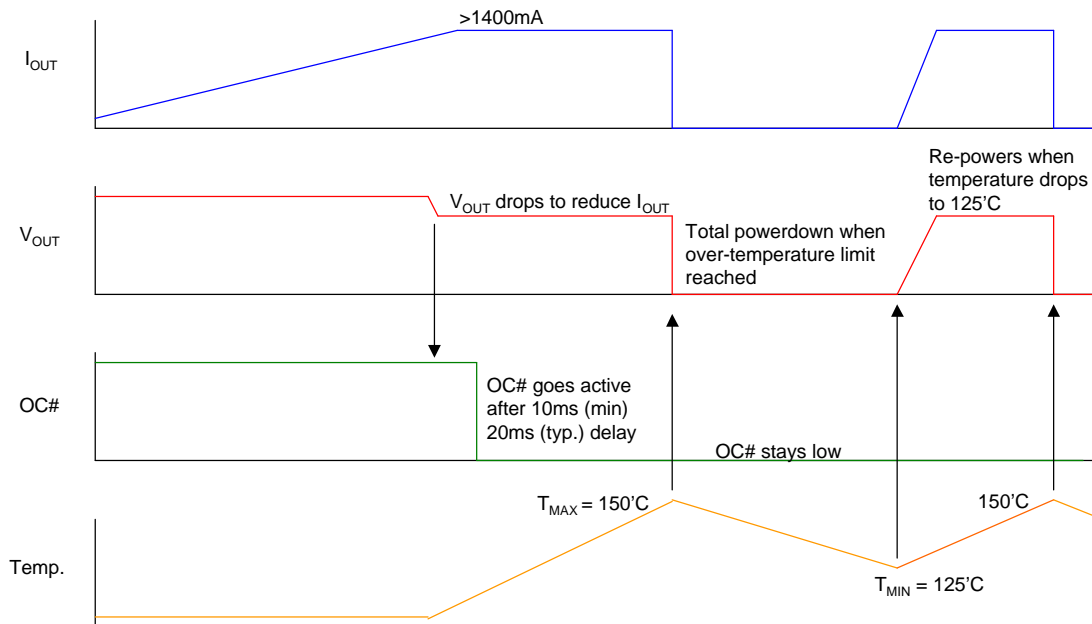 >1400mA
IOUT
Re-powers when
temperature drops
to 125'C
VOUT drops to reduce IOUT
VOUT
Total powerdown when
over-temperature limit
reached
OC#
OC# goes active
after 10ms (min)
20ms (typ.) delay
OC# stays low
TMAX = 150'C
150'C
Temp.
TMIN = 125'C